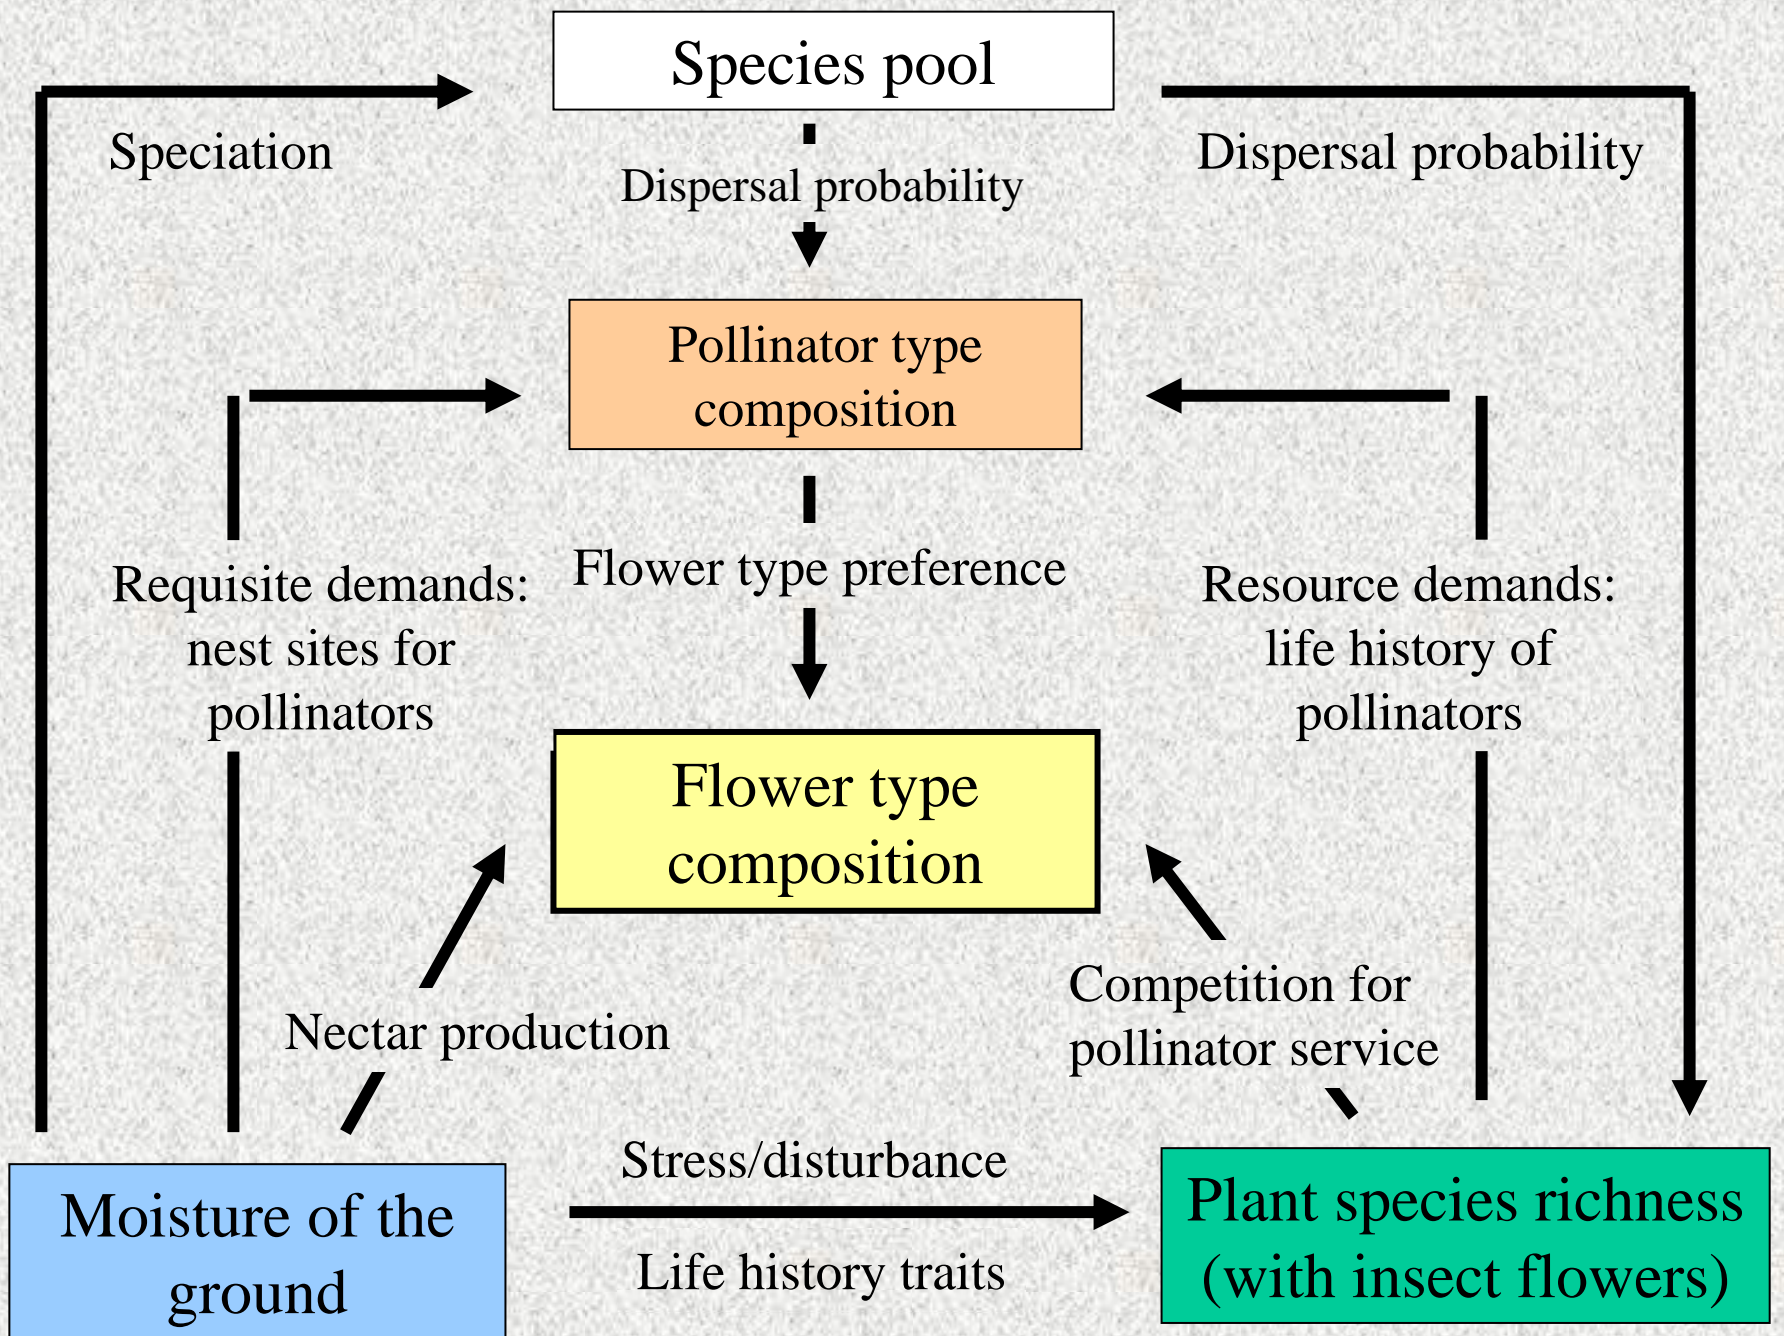 Species pool
Speciation
Dispersal probability
Dispersal probability
Pollinator type
composition
Requisite demands:
nest sites for
pollinators
Flower type preference
Resource demands:
life history of
pollinators
Flower type
composition
Nectar production
Competition for
pollinator service
Stress/disturbance
Life history traits
Moisture of the
ground
Plant species richness
(with insect flowers)